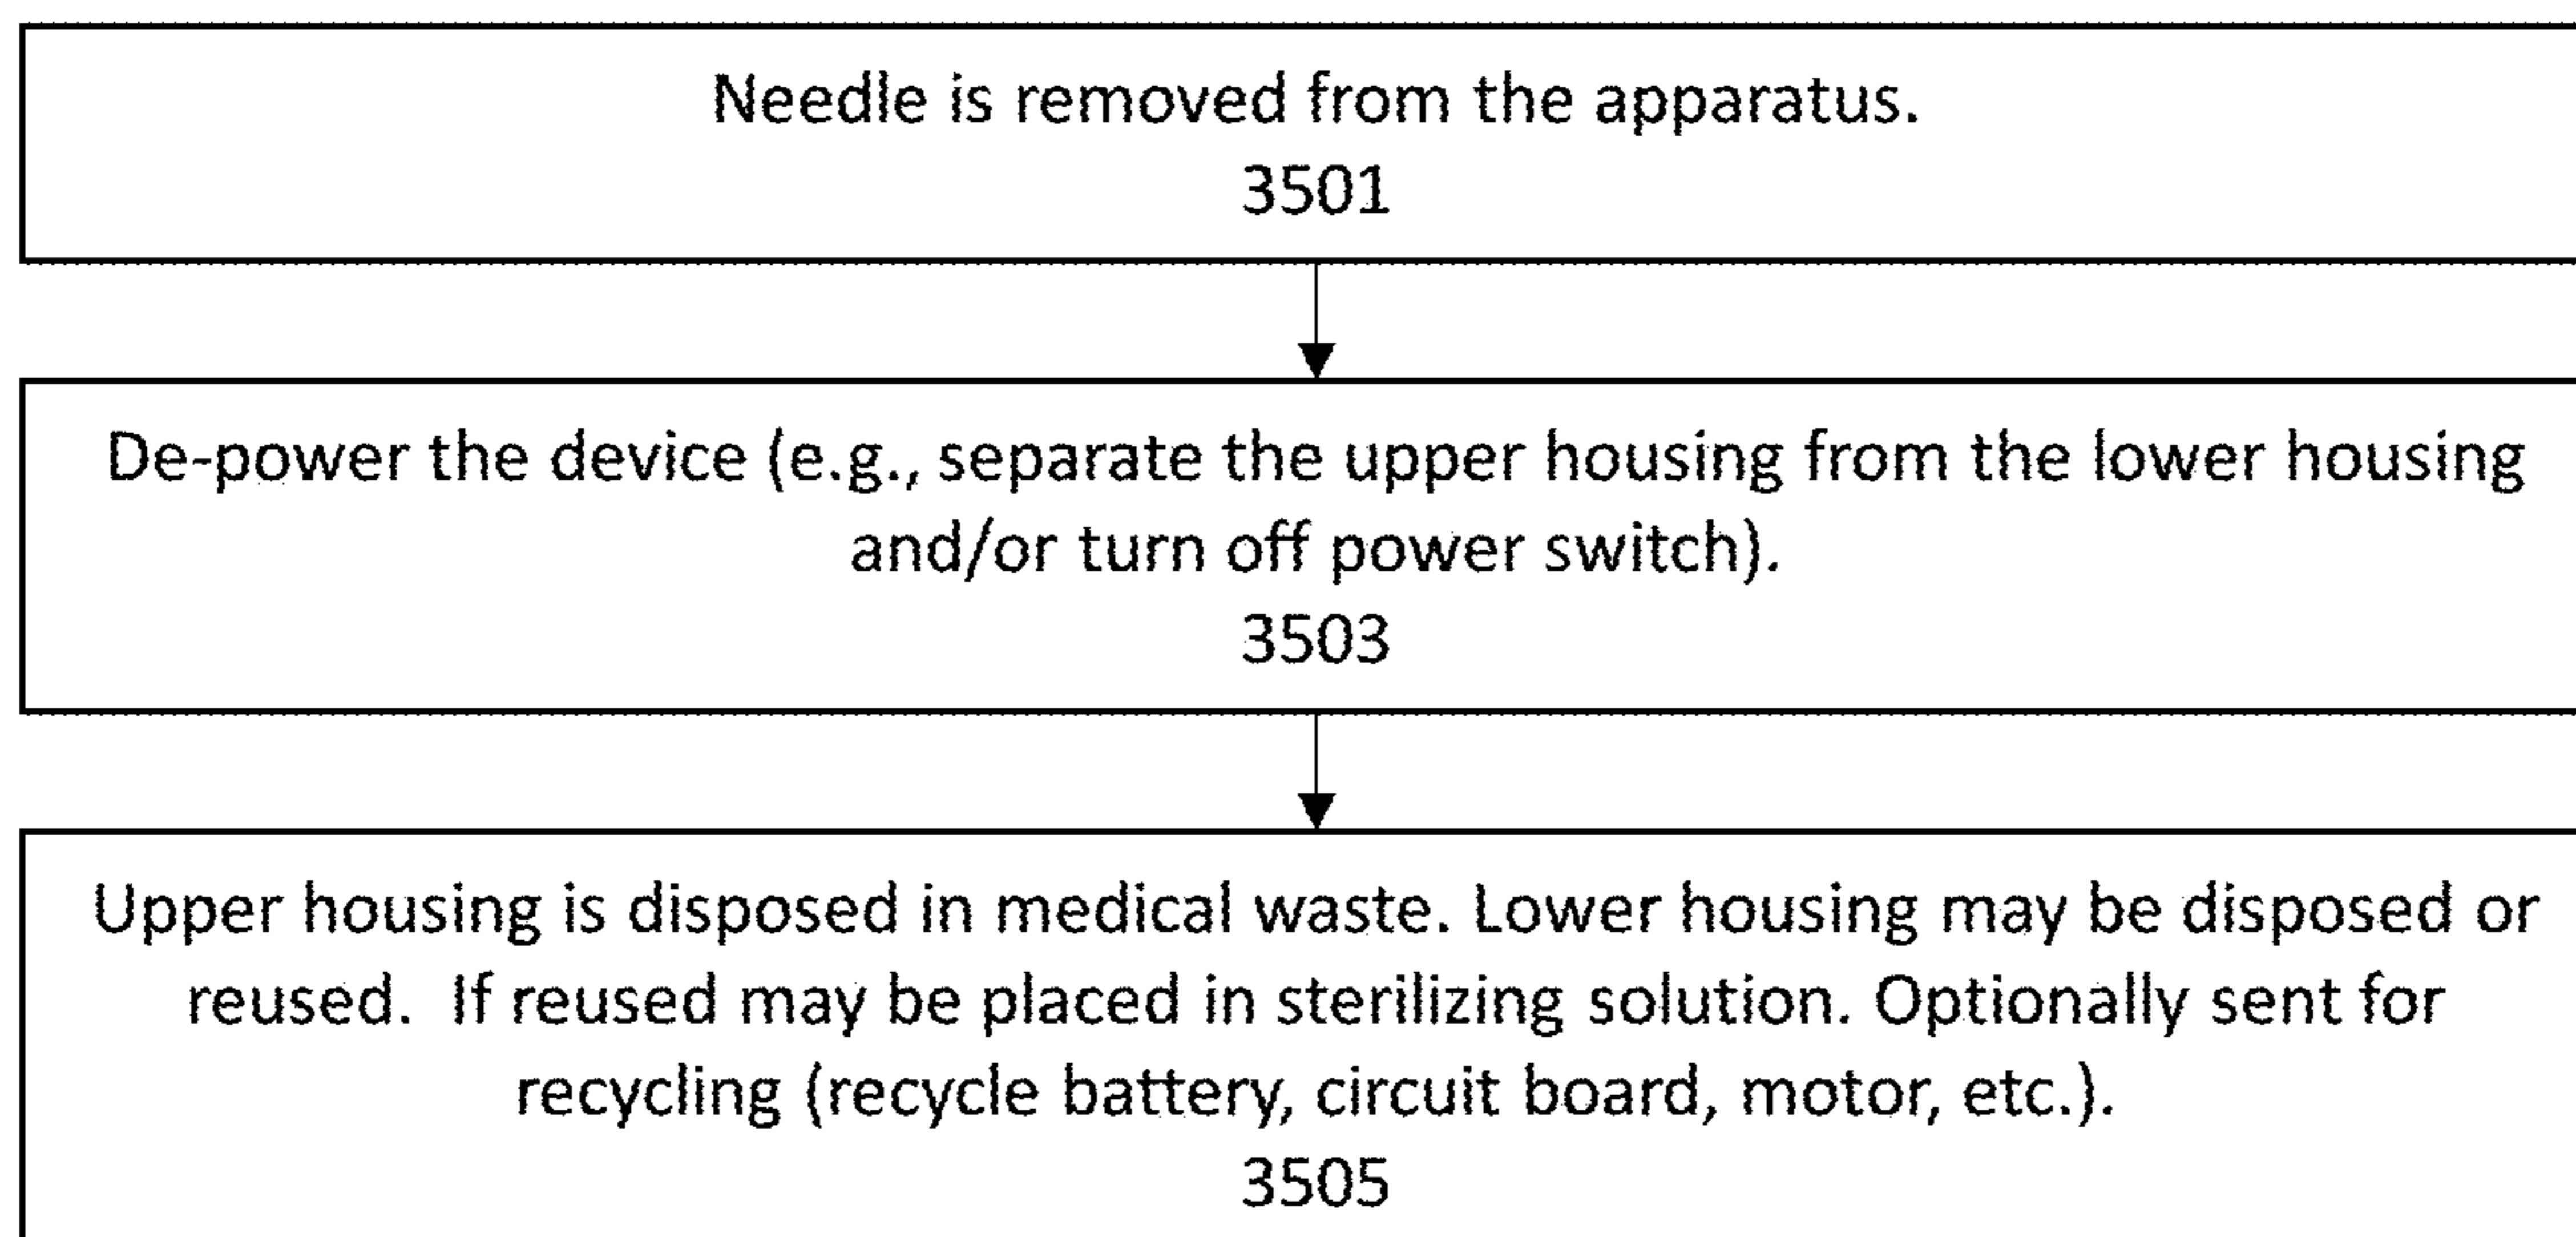 Needle is removed from the apparatus.
3501
De-power the device (e.g., separate the upper housing from the lower housing
and/or turn off power switch).
3503
Upper housing is disposed in medical waste. Lower housing may be disposed or
reused.  If reused may be placed in sterilizing solution. Optionally sent for
recycling (recycle battery, circuit board, motor, etc.).
3505